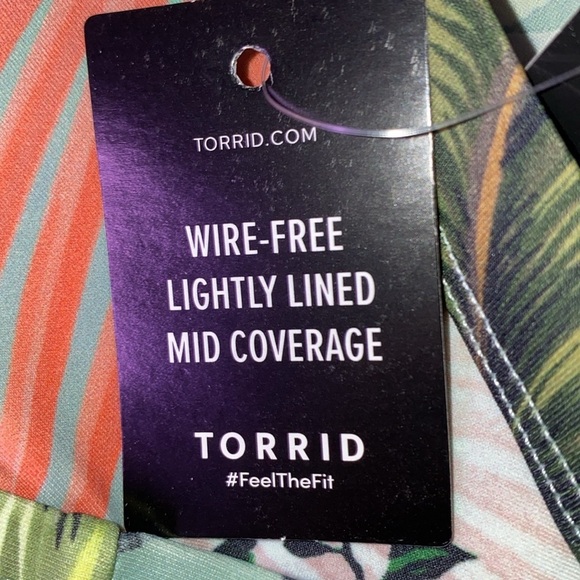 TORRID.COM
WIRE-FREE
LIGHTLY LINED
MID COVERAGE
TORRID
#FeelTheFit